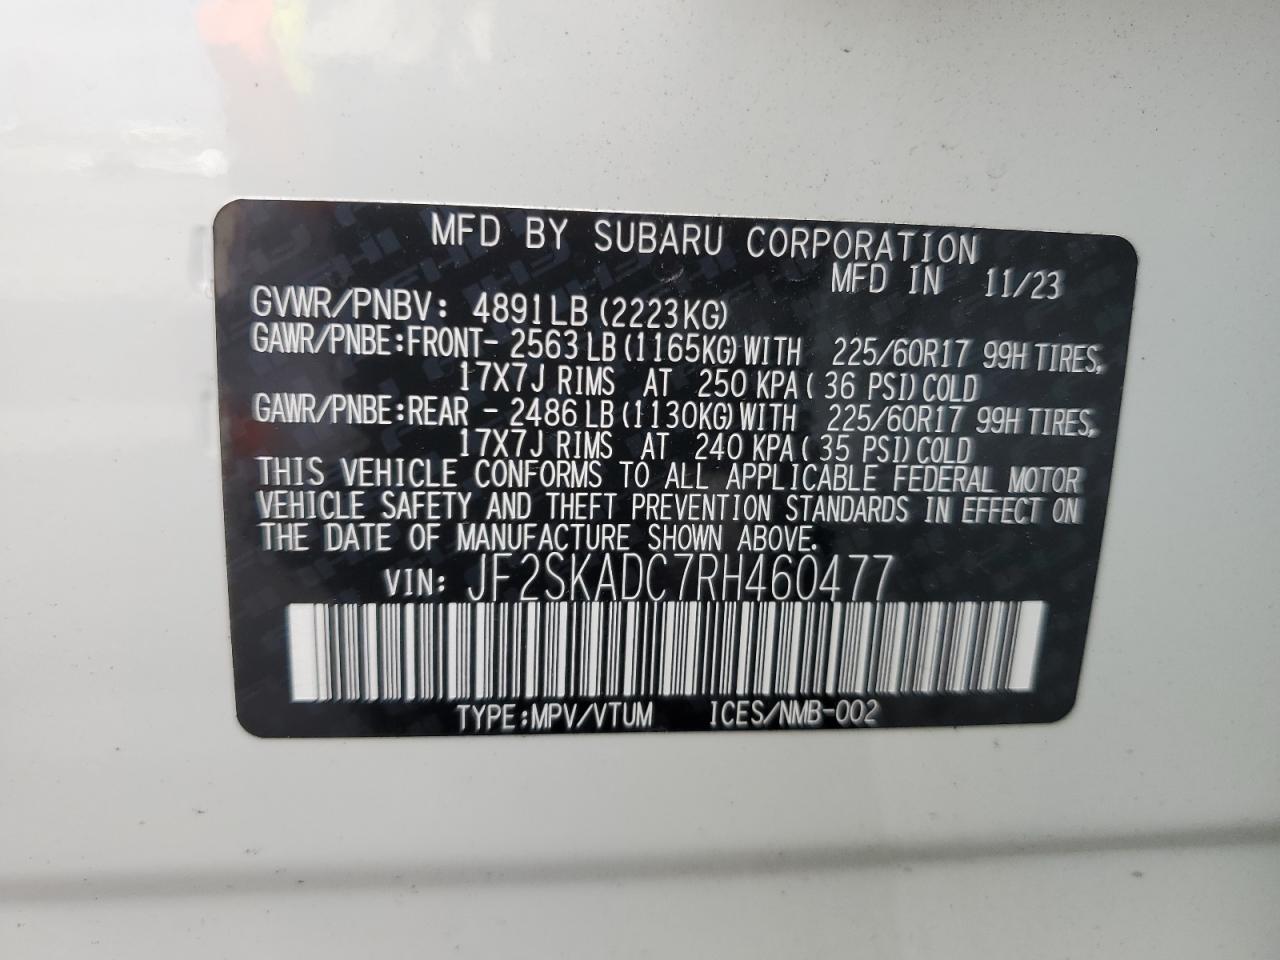 MFD BY SUBARU CORPORATION
MFD IN 11/23
GVWR/PNBV: 4891LB (2223KG)
GAWR/PNBE:FRONT- 2563 LB (1165KG) WITH 225/60R17 99H TIRES,
17X7J RIMS AT 250 KPA ( 36 PSI) COLD
GAWR/PNBE:REAR - 2486 LB (1130KG) WITH 225/60R17 99H TIRES,
17X7J RIMS AT 240 KPA ( 35 PSI) COLD
THIS VEHICLE CONFORMS TO ALL APPLICABLE FEDERAL MOTOR
VEHICLE SAFETY AND THEFT PREVENTION STANDARDS IN EFFECT ON
THE DATE OF MANUFACTURE SHOWN ABOVE.
VIN: JF2SKADC7RH460477
TYPE:MPV/VTUM ICES/NMB-002